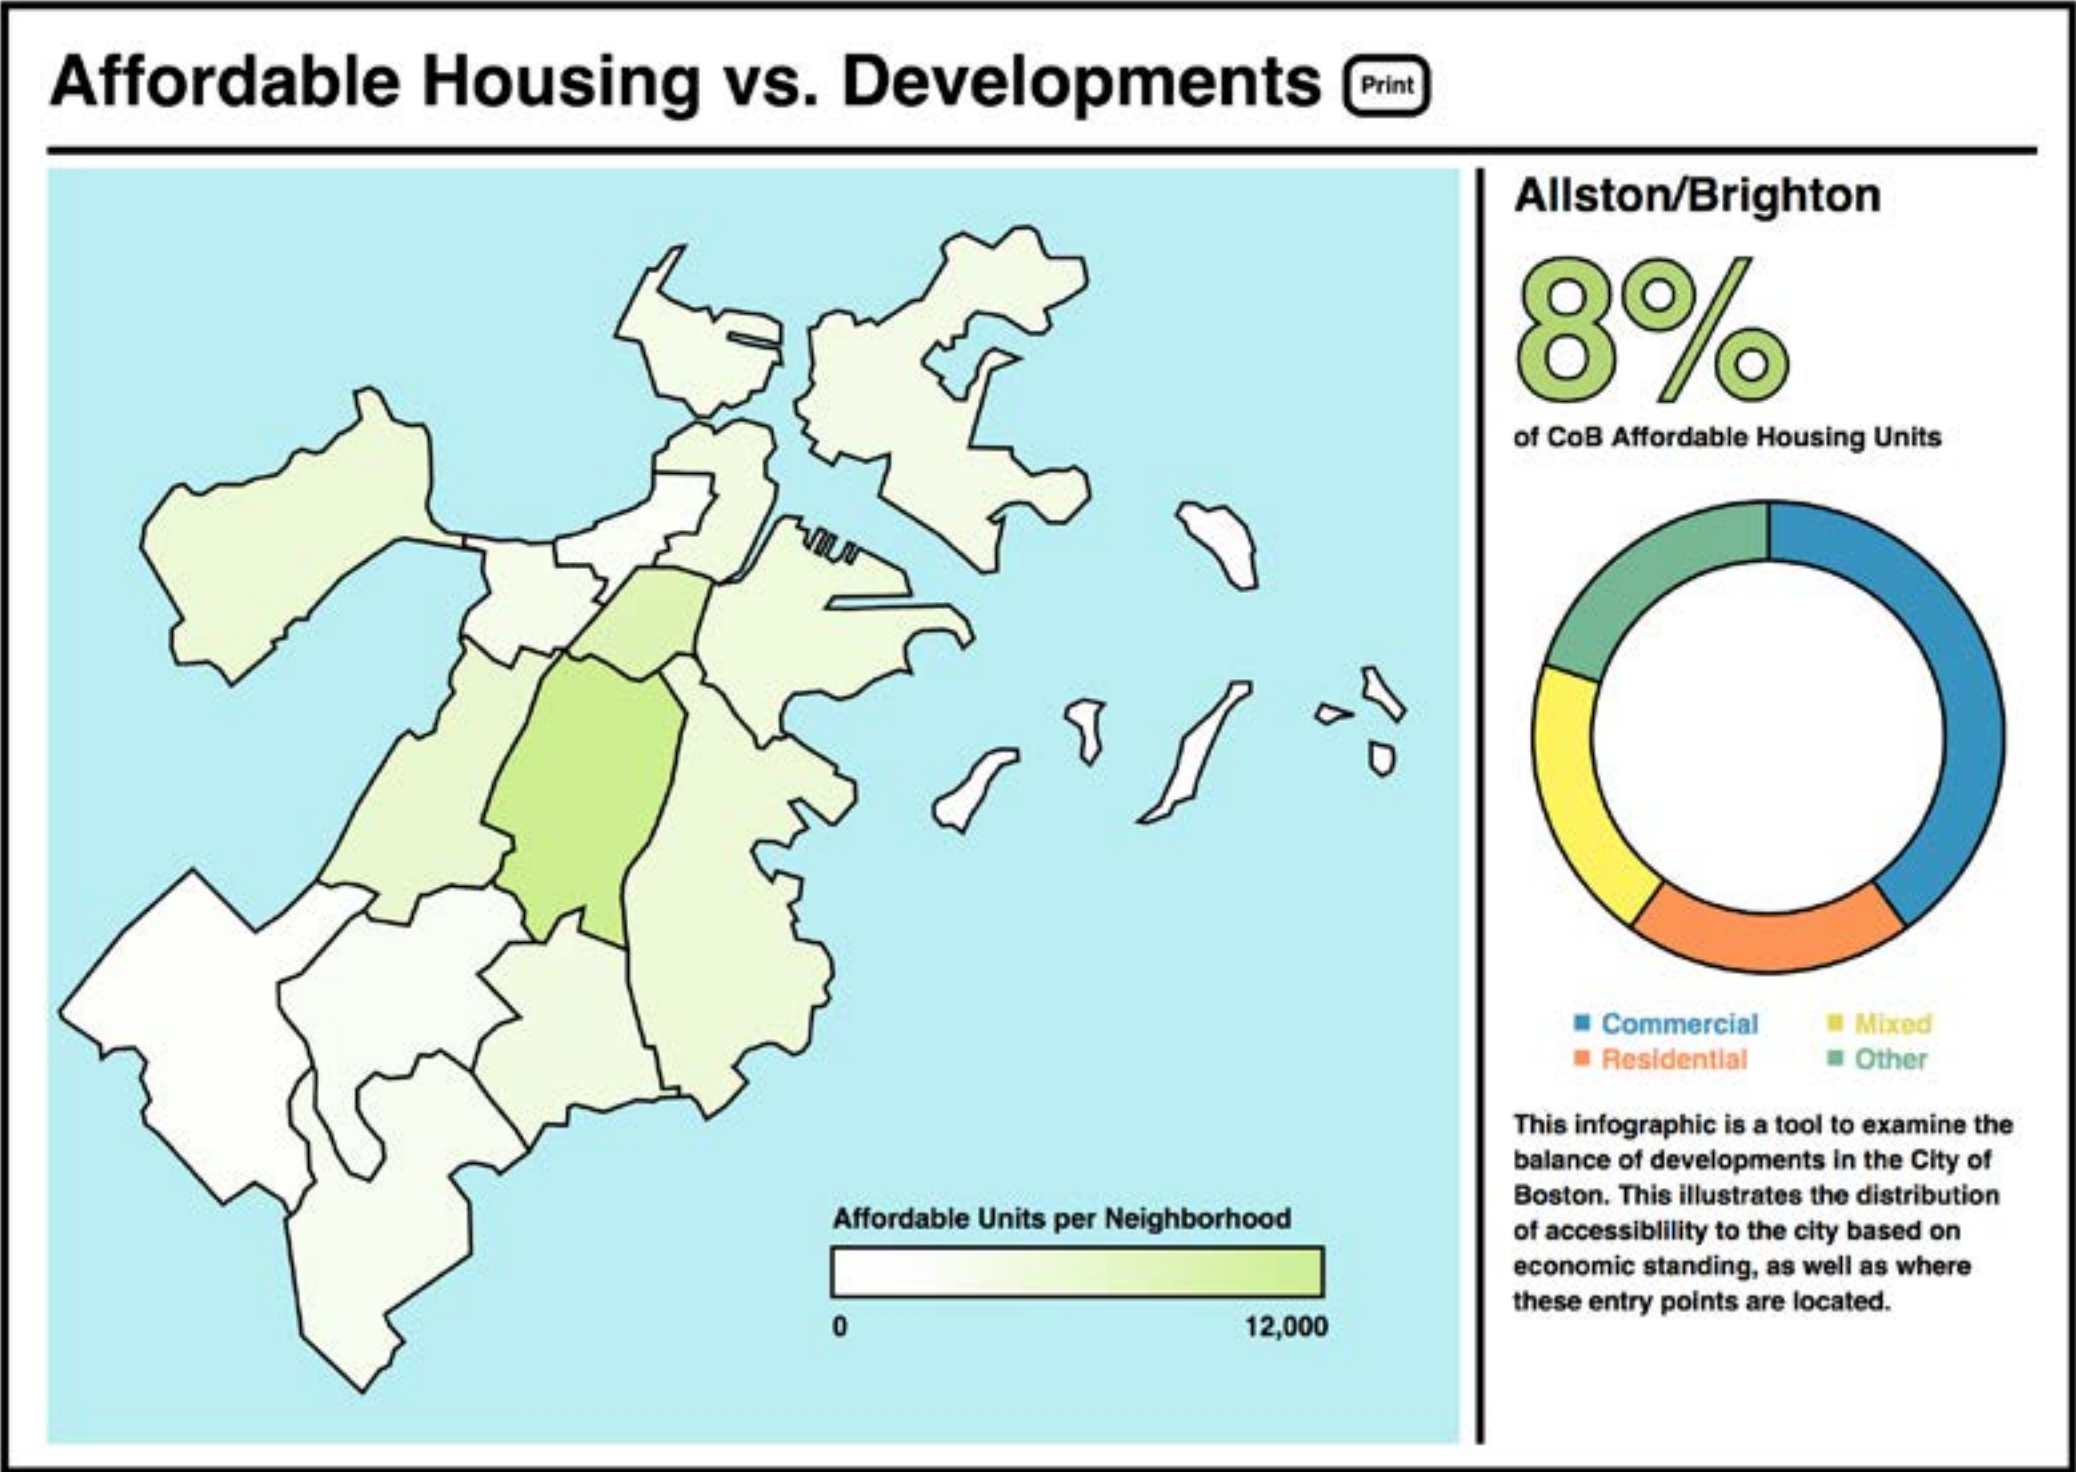 Affordable Housing vs. Developments
Print
Allston/Brighton
8%
of CoB Affordable Housing Units
Commercial
Mixed
Residential
Other
This infographic is a tool to examine the
balance of developments in the City of
Boston. This illustrates the distribution
of accessiblility to the city based on
economic standing, as well as where
these entry points are located.
Affordable Units per Neighborhood
0
12,000